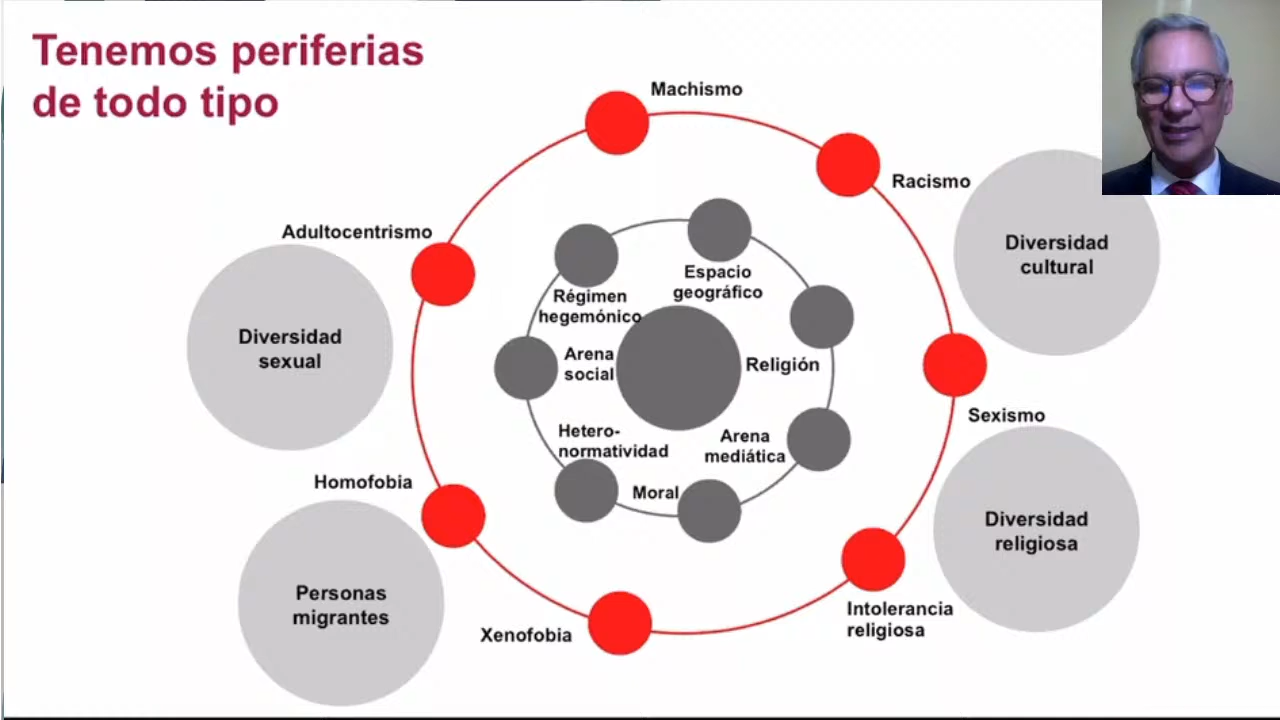 Tenemos periferias
de todo tipo
Machismo
Racismo
Adultocentrismo
Diversidad
cultural
Diversidad
sexual
Espacio
geográfico
Régimen
hegemónico
Arena
social
Religión
Sexismo
Hetero-
normatividad
Arena
mediática
Moral
Homofobia
Diversidad
religiosa
Personas
migrantes
Intolerancia
religiosa
Xenofobia